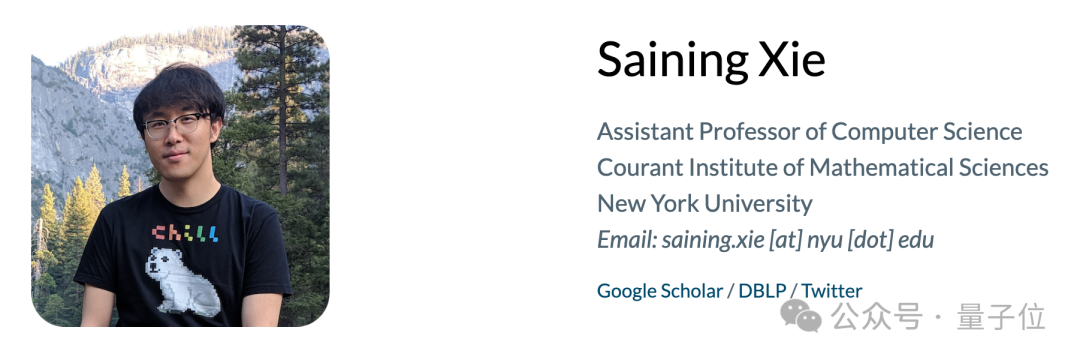 chill
Saining Xie
Assistant Professor of Computer Science
Courant Institute of Mathematical Sciences
New York University
Email: saining.xie [at] nyu [dot] edu
Google Scholar / DBLP / Twitter
公众号 · 量子位